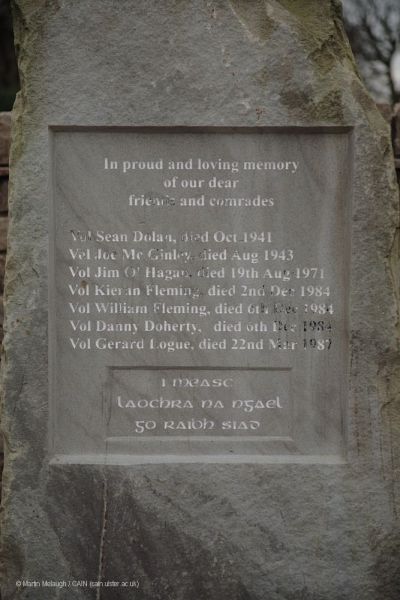 In proud and loving memory
of our dear
friends and comrades
Vol Sean Dolan, died Oct 1941
Vol Joe Mc Ginley, died Aug 1943
Vol Jim O' Hagan, died 19th Aug 1971
Vol Kieran Fleming, died 2nd Dec 1984
Vol William Fleming, died 6th Dec 1984
Vol Danny Doherty, died 6th Dec 1984
Vol Gerard Logue, died 22nd Mar 1987
I measc
laochra na nGael
go raibh siad
© Martin Melaugh / CAIN (cain.ulster.ac.uk)